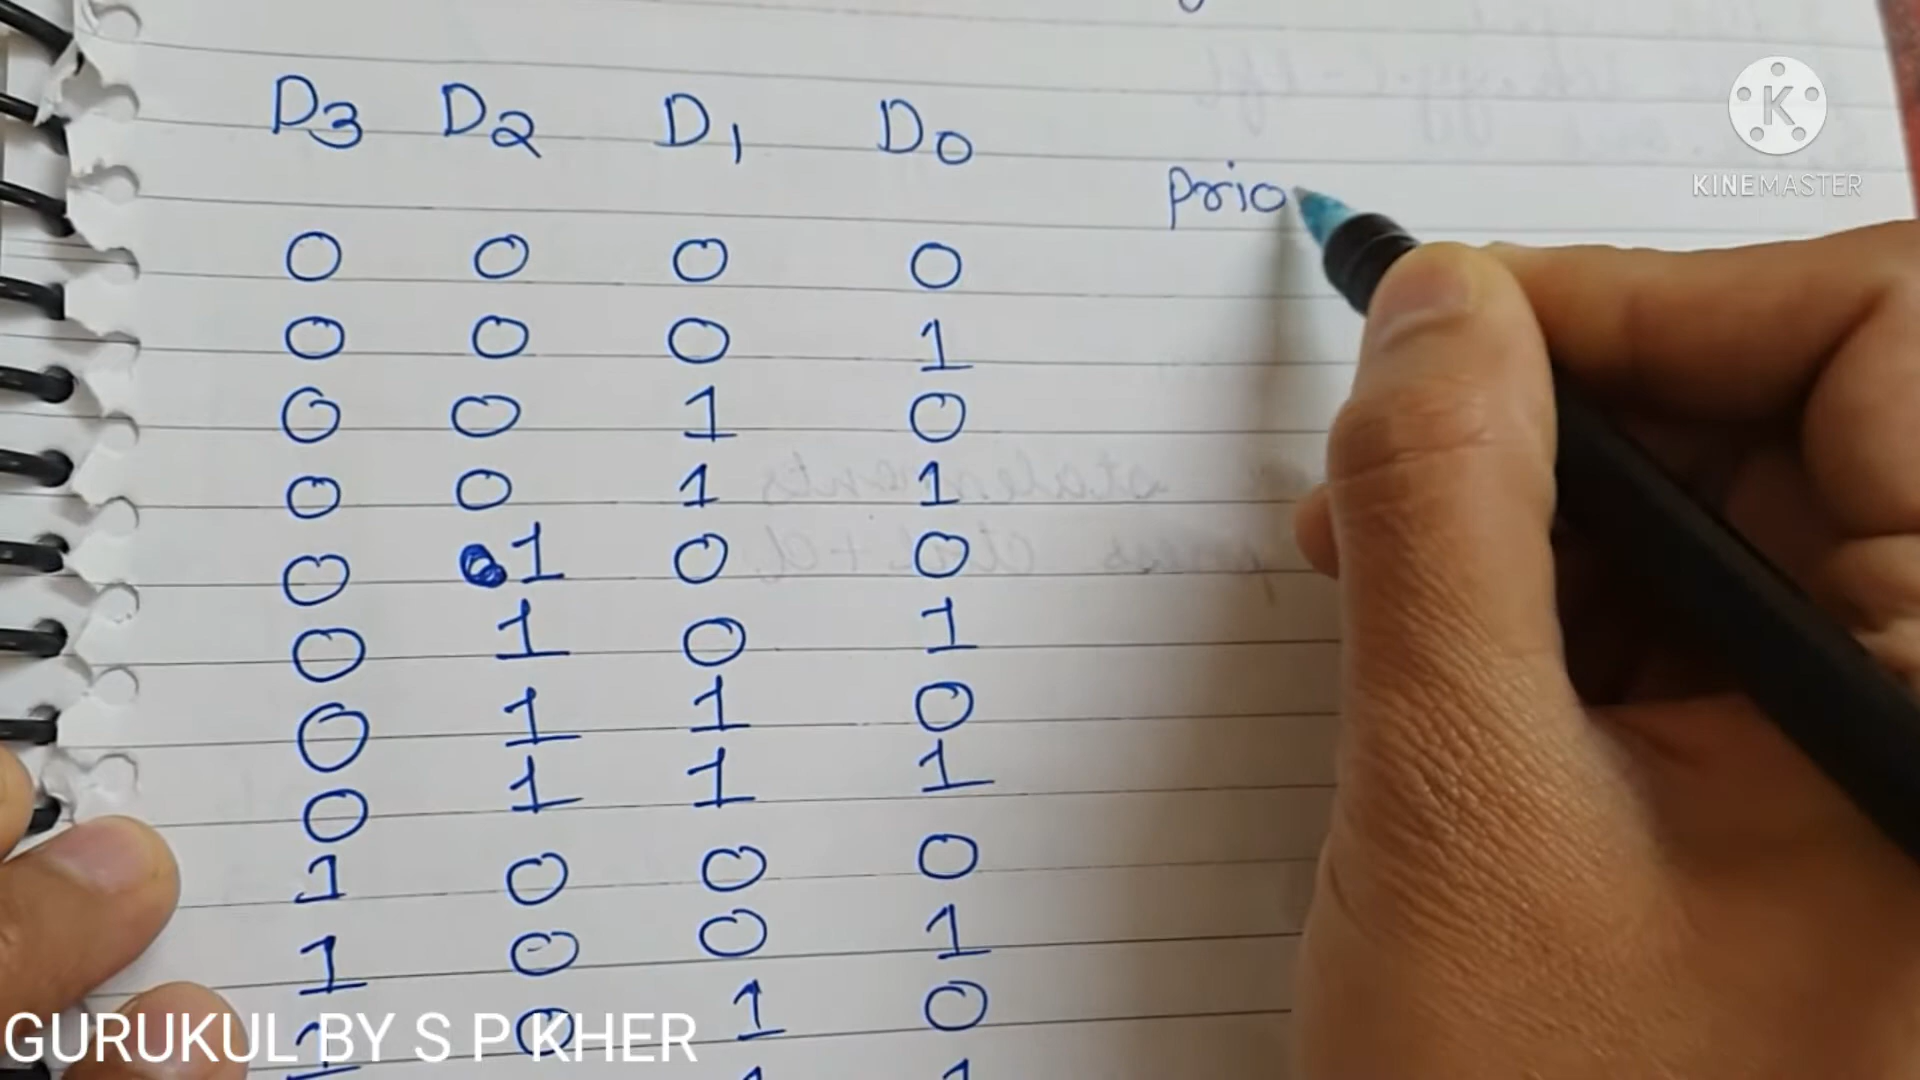 D3 D2 D1 D0
prio
0 0 0 0
0 0 0 1
0 0 1 0
0 0 1 1
0 1 0 0
0 1 0 1
0 1 1 0
0 1 1 1
1 0 0 0
1 0 0 1
1 0 1 0
1 1
K
KINEMASTER
GURUKUL BY S P KHER